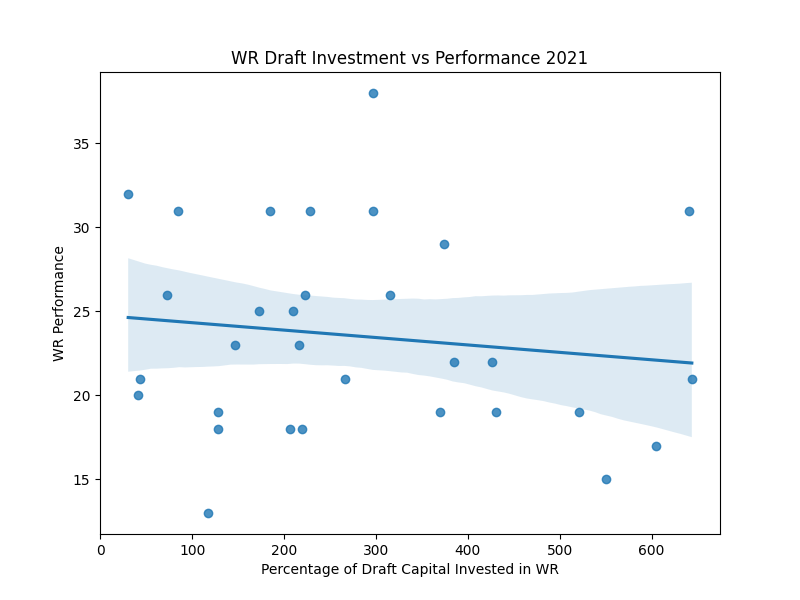 WR Draft Investment vs Performance 2021
WR Performance
35
30
25
20
15
0 100 200 300 400 500 600
Percentage of Draft Capital Invested in WR